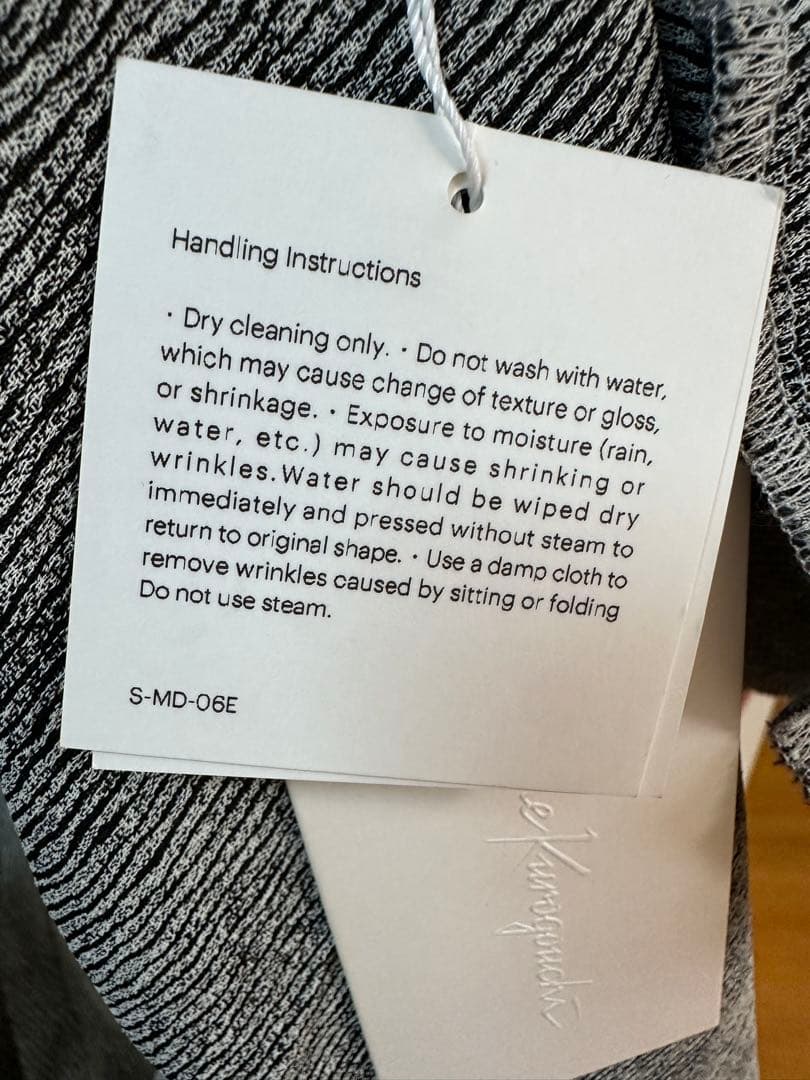 Handling Instructions
· Dry cleaning only. · Do not wash with water,
which may cause change of texture or gloss,
or shrinkage. · Exposure to moisture (rain,
water, etc.) may cause shrinking or
wrinkles.Water should be wiped dry
immediately and pressed without steam to
return to original shape. · Use a damp cloth to
remove wrinkles caused by sitting or folding
Do not use steam.
S-MD-06E
e Kurogouchi